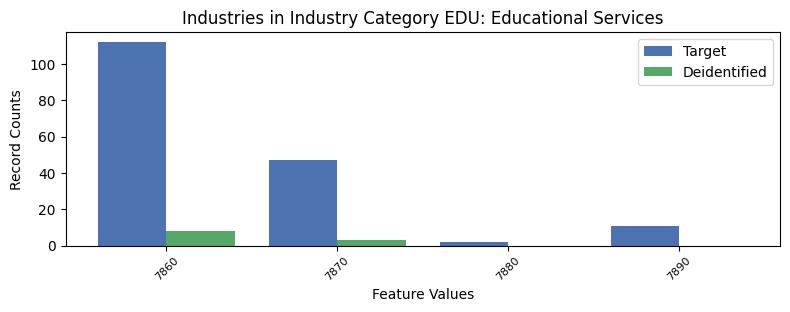 Industries in Industry Category EDU: Educational Services
Target
Deidentified
Record Counts
100
80
60
40
20
0
7860
7870
7880
7890
Feature Values